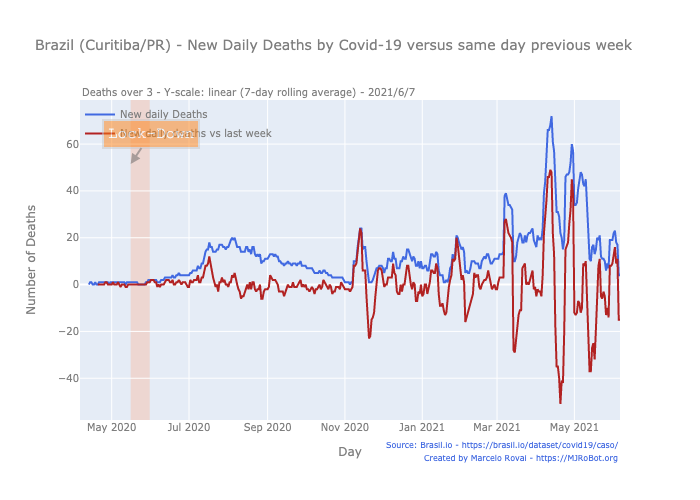 Brazil (Curitiba/PR) - New Daily Deaths by Covid-19 versus same day previous week
Deaths over 3 - Y-scale: linear (7-day rolling average) - 2021/6/7
New daily Deaths
New daily Deaths vs last week
Lock-Down
60
40
20
0
−20
−40
Number of Deaths
May 2020
Jul 2020
Sep 2020
Nov 2020
Jan 2021
Mar 2021
May 2021
Day
Source: Brasil.io - https://brasil.io/dataset/covid19/caso/
Created by Marcelo Rovai - https://MJRoBot.org